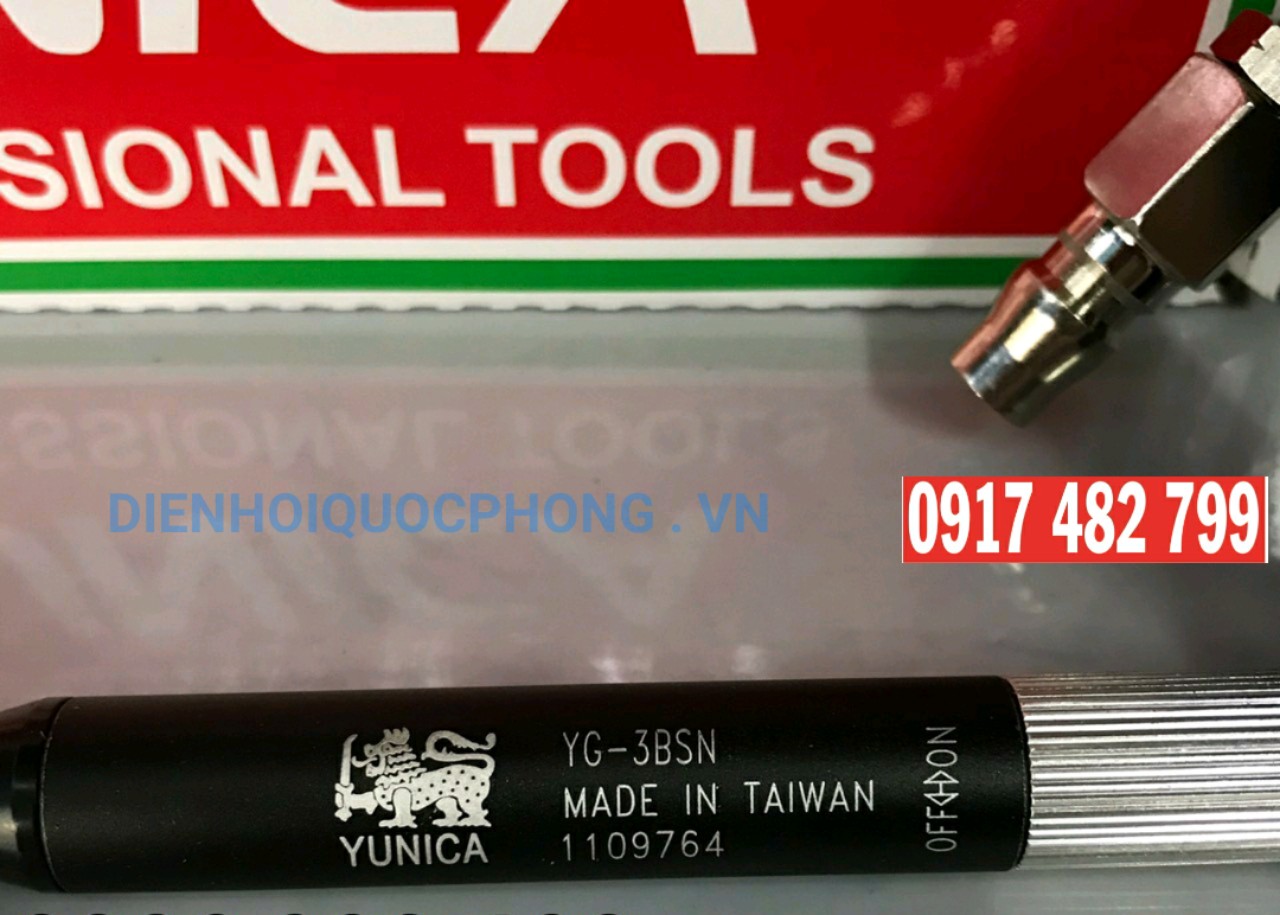 SIONAL TOOLS
DIENHOIQUOCPHONG . VN
0917 482 799
YUNICA
YG-3BSN
MADE IN TAIWAN
1109764
OFF⇔ON